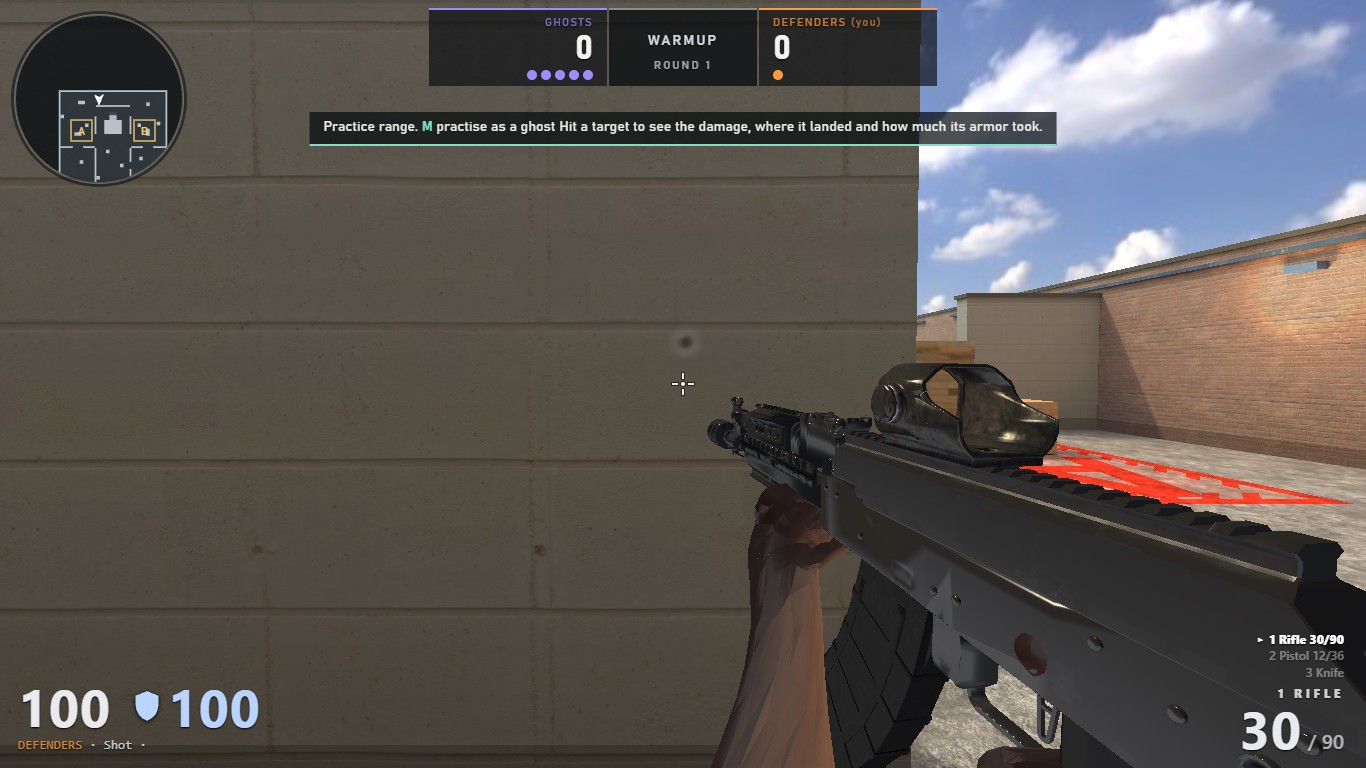 GHOSTS
0
WARMUP
ROUND 1
DEFENDERS (you)
0
Practice range. M practise as a ghost Hit a target to see the damage, where it landed and how much its armor took.
A
B
▸ 1 Rifle 30/90
2 Pistol 12/36
3 Knife
1 RIFLE
30 / 90
100 100
DEFENDERS · Shot ·